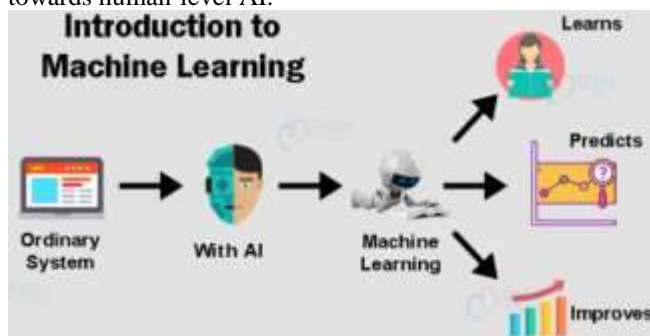 towards human-level AI.
Introduction to
Machine Learning
Learns
Predicts
?
Ordinary
System
With AI
Machine
Learning
Improves